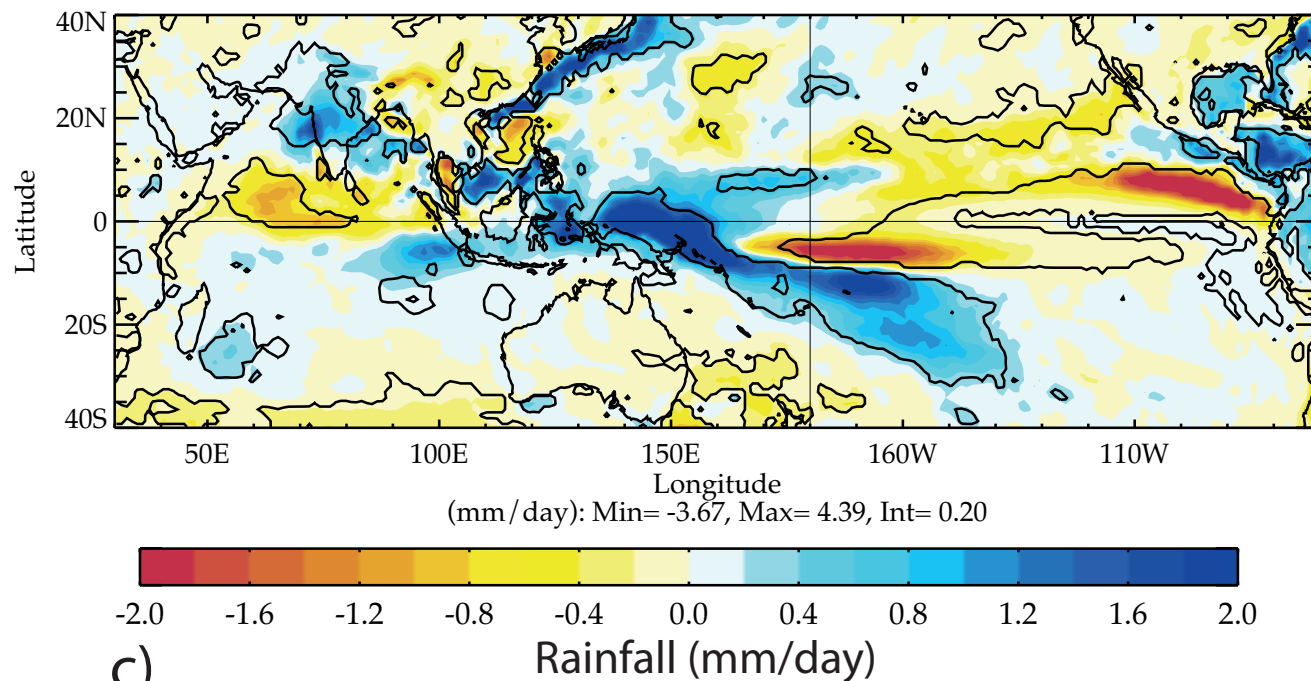 40N
20N
0
20S
40S
Latitude
50E 100E 150E 160W 110W
Longitude
(mm/day): Min= -3.67, Max= 4.39, Int= 0.20
-2.0 -1.6 -1.2 -0.8 -0.4 0.0 0.4 0.8 1.2 1.6 2.0
Rainfall (mm/day)
c)